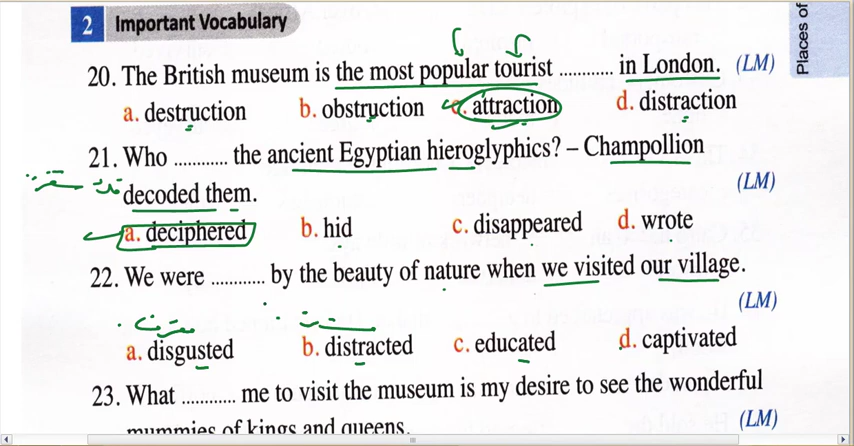 2 Important Vocabulary
Places of
20. The British museum is the most popular tourist ............ in London. (LM)
a. destruction b. obstruction c. attraction d. distraction
21. Who ............ the ancient Egyptian hieroglyphics? – Champollion
decoded them. (LM)
a. deciphered b. hid c. disappeared d. wrote
22. We were ............ by the beauty of nature when we visited our village.
(LM)
a. disgusted b. distracted c. educated d. captivated
23. What ............ me to visit the museum is my desire to see the wonderful
mummies of kings and queens. (LM)